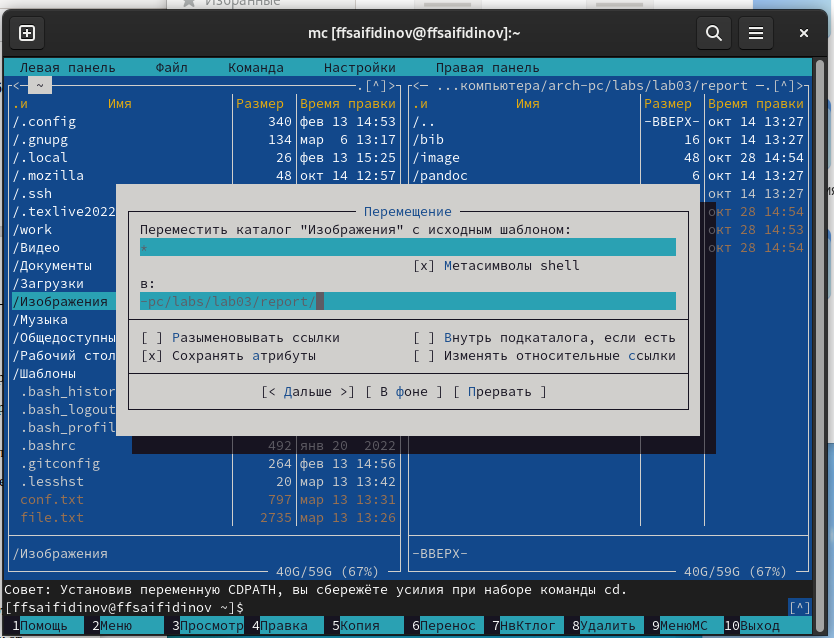 Избранные
mc [ffsaifidinov@ffsaifidinov]:~
Левая панель Файл Команда Настройки Правая панель
<— ~ .[^]> <— ...компьютера/arch-pc/labs/lab03/report —.[^]>
.и Имя Размер Время правки .и Имя Размер Время правки
/.config 340 фев 13 14:53 /.. -ВВЕРХ- окт 14 13:27
/.gnupg 134 мар 6 13:17 /bib 16 окт 14 13:27
/.local 26 фев 13 15:25 /image 48 окт 28 14:54
/.mozilla 48 окт 14 12:57 /pandoc 6 окт 14 13:27
/.ssh окт 14 13:27
/.texlive2022 Перемещение окт 28 14:54
/work Переместить каталог "Изображения" с исходным шаблоном: окт 28 14:53
/Видео * окт 28 14:54
/Документы [x] Метасимволы shell
/Загрузки в:
/Изображения -pc/labs/lab03/report/
/Музыка
/Общедоступны [ ] Разыменовывать ссылки [ ] Внутрь подкаталога, если есть
/Рабочий стол [x] Сохранять атрибуты [ ] Изменять относительные ссылки
/Шаблоны
.bash_histor [< Дальше >] [ В фоне ] [ Прервать ]
.bash_logout
.bash_profil
.bashrc 492 янв 20 2022
.gitconfig 264 фев 13 14:56
.lesshst 20 мар 13 13:42
conf.txt 797 мар 13 13:31
file.txt 2735 мар 13 13:26
/Изображения -ВВЕРХ-
40G/59G (67%) 40G/59G (67%)
Совет: Установив переменную CDPATH, вы сбережёте усилия при наборе команды cd.
[ffsaifidinov@ffsaifidinov ~]$ [^]
1Помощь 2Меню 3Просмотр 4Правка 5Копия 6Перенос 7НвКтлог 8Удалить 9МенюМС 10Выход